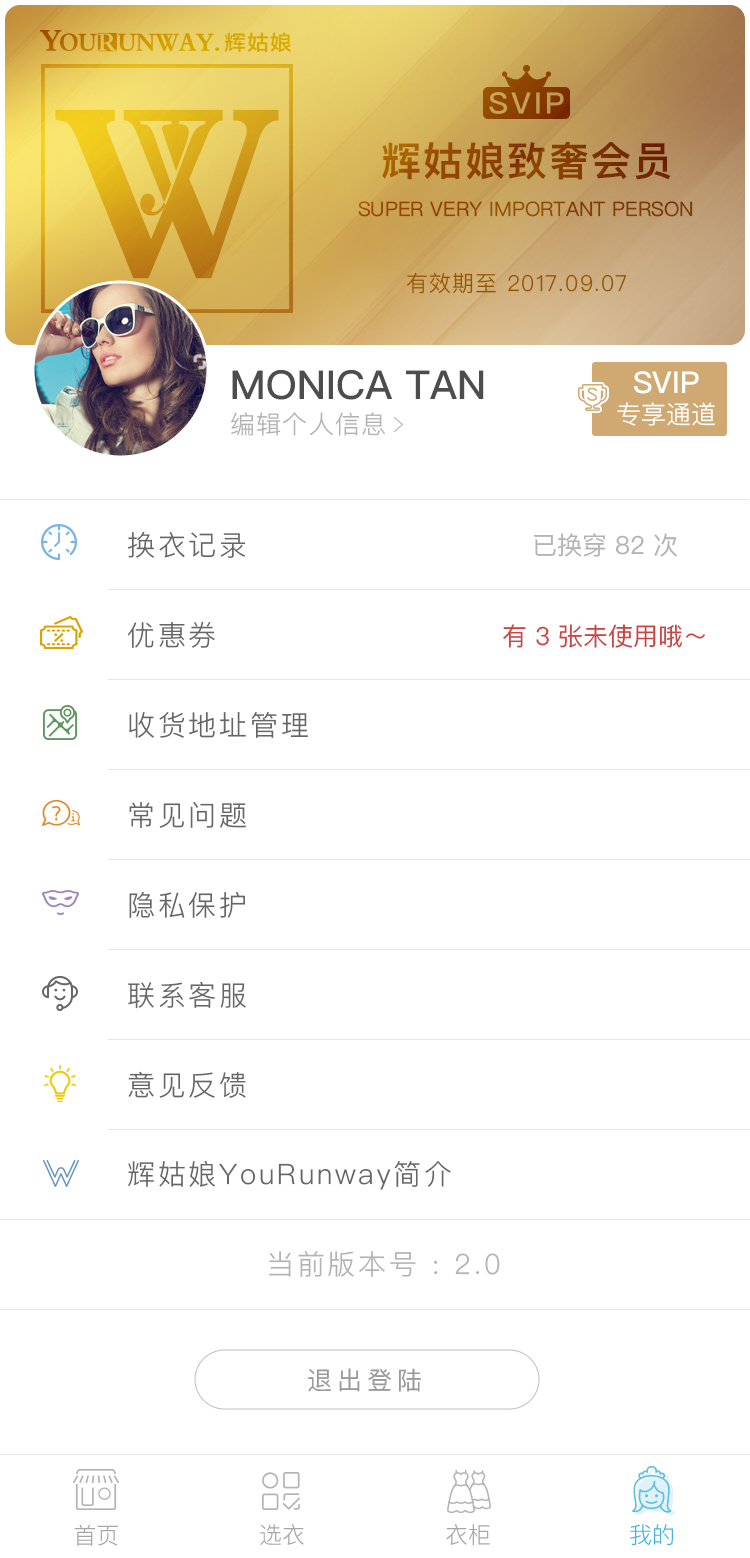 YOURUNWAY.辉姑娘
SVIP
辉姑娘致奢会员
SUPER VERY IMPORTANT PERSON
有效期至 2017.09.07
MONICA TAN
编辑个人信息
SVIP
专享通道
换衣记录 已换穿 82 次
优惠券 有 3 张未使用哦～
收货地址管理
常见问题
隐私保护
联系客服
意见反馈
辉姑娘YouRunway简介
当前版本号：2.0
退出登陆
首页 选衣 衣柜 我的